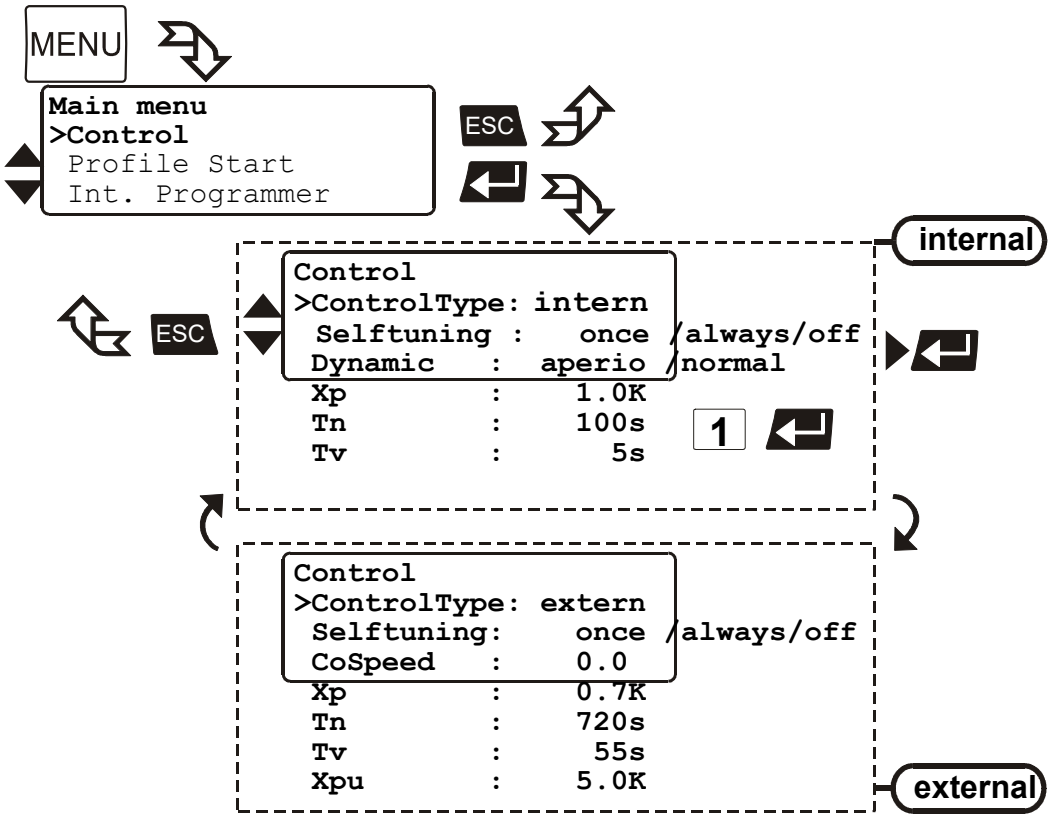 MENU
Main menu
>Control
Profile Start
Int. Programmer
ESC
internal
Control
>ControlType: intern
Selftuning : once /always/off
Dynamic : aperio /normal
Xp : 1.0K
Tn : 100s
Tv : 5s
ESC
1
Control
>ControlType: extern
Selftuning: once /always/off
CoSpeed : 0.0
Xp : 0.7K
Tn : 720s
Tv : 55s
Xpu : 5.0K
external